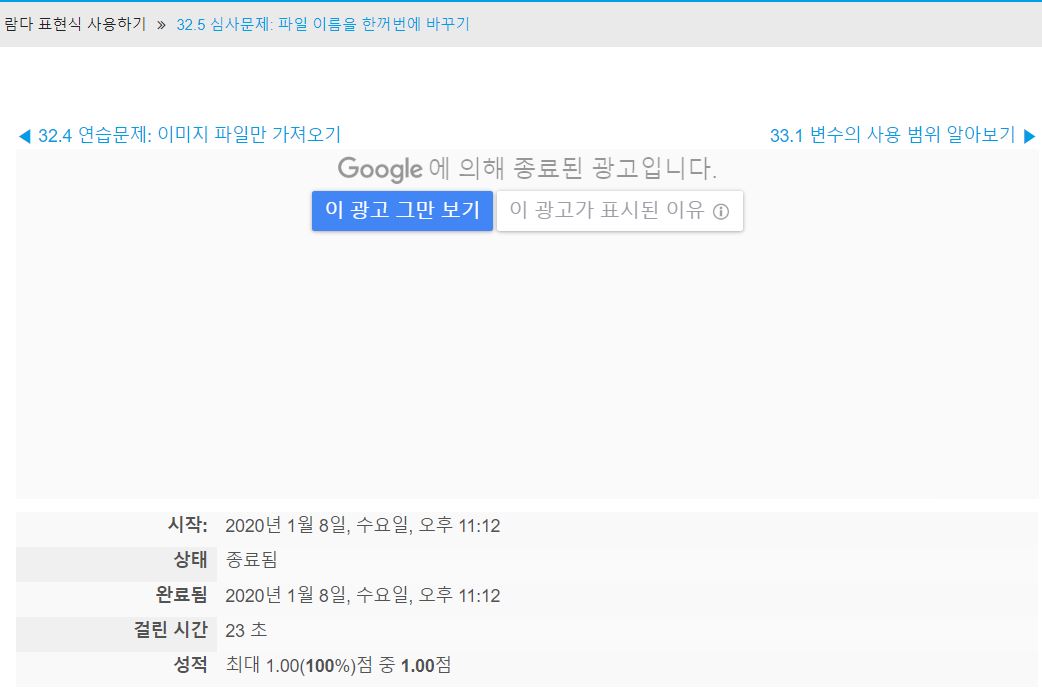 람다 표현식 사용하기 » 32.5 심사문제: 파일 이름을 한꺼번에 바꾸기
◀ 32.4 연습문제: 이미지 파일만 가져오기 33.1 변수의 사용 범위 알아보기 ▶
Google 에 의해 종료된 광고입니다.
이 광고 그만 보기 이 광고가 표시된 이유 ⓘ
시작: 2020년 1월 8일, 수요일, 오후 11:12
상태 종료됨
완료됨 2020년 1월 8일, 수요일, 오후 11:12
걸린 시간 23 초
성적 최대 1.00(100%)점 중 1.00점